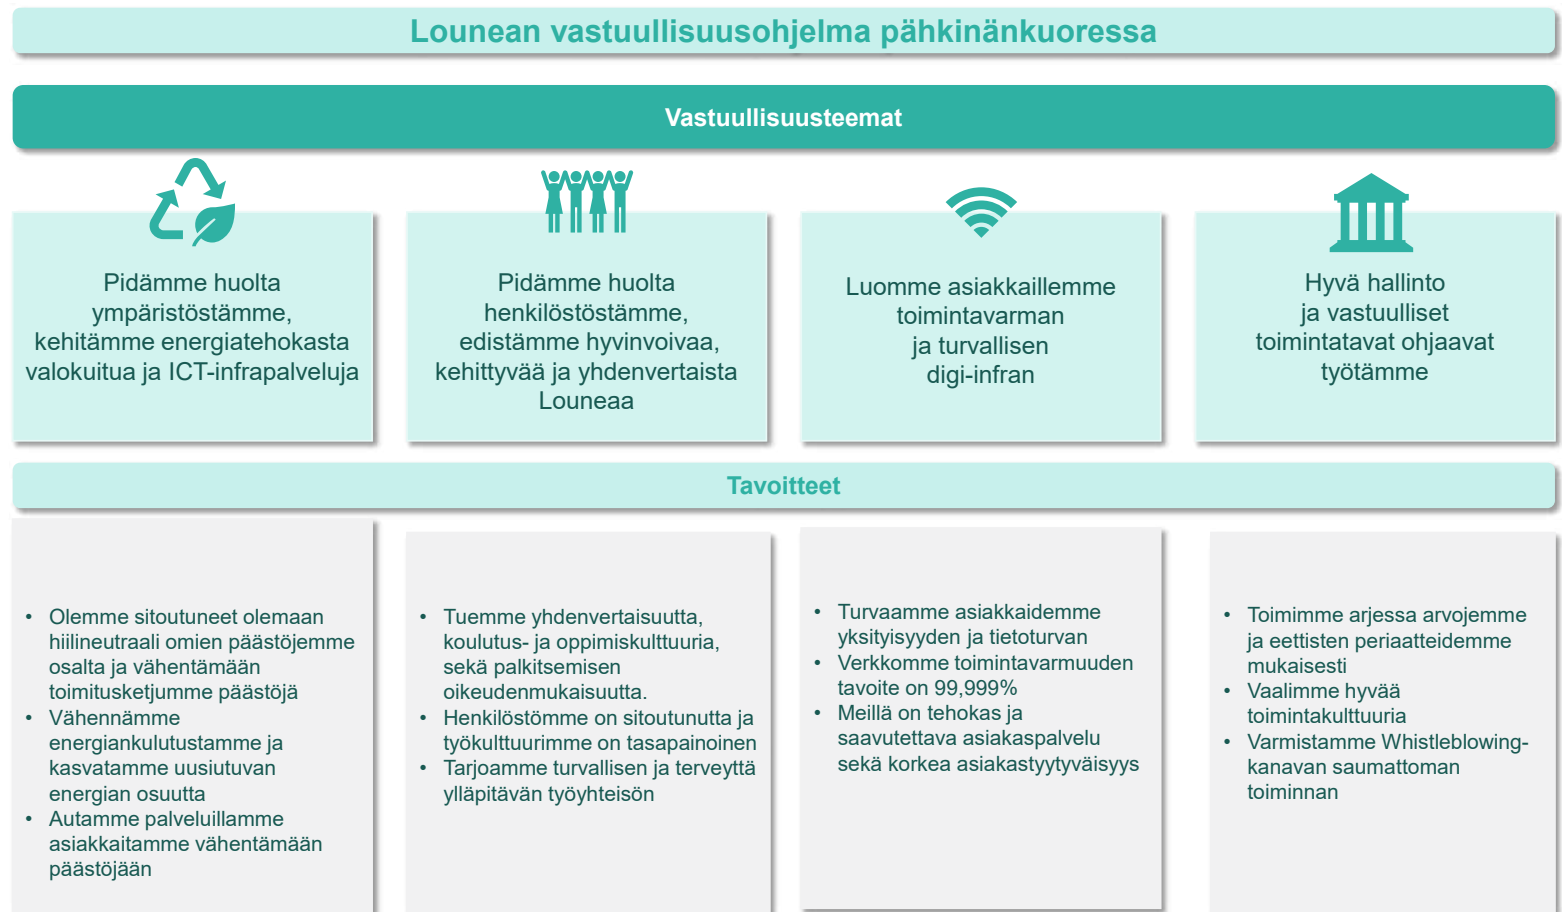 Lounean vastuullisuusohjelma pähkinänkuoressa
Vastuullisuusteemat
Pidämme huolta
ympäristöstämme,
kehitämme energiatehokasta
valokuitua ja ICT-infrapalveluja
Pidämme huolta
henkilöstöstämme,
edistämme hyvinvoivaa,
kehittyvää ja yhdenvertaista
Louneaa
Luomme asiakkaillemme
toimintavarman
ja turvallisen
digi-infran
Hyvä hallinto
ja vastuulliset
toimintatavat ohjaavat
työtämme
Tavoitteet
• Olemme sitoutuneet olemaan
hiilineutraali omien päästöjemme
osalta ja vähentämään
toimitusketjumme päästöjä
• Vähennämme
energiankulutustamme ja
kasvatamme uusiutuvan
energian osuutta
• Autamme palveluillamme
asiakkaitamme vähentämään
päästöjään
• Tuemme yhdenvertaisuutta,
koulutus- ja oppimiskulttuuria,
sekä palkitsemisen
oikeudenmukaisuutta.
• Henkilöstömme on sitoutunutta ja
työkulttuurimme on tasapainoinen
• Tarjoamme turvallisen ja terveyttä
ylläpitävän työyhteisön
• Turvaamme asiakkaidemme
yksityisyyden ja tietoturvan
• Verkkomme toimintavarmuuden
tavoite on 99,999%
• Meillä on tehokas ja
saavutettava asiakaspalvelu
sekä korkea asiakastyytyväisyys
• Toimimme arjessa arvojemme
ja eettisten periaatteidemme
mukaisesti
• Vaalimme hyvää
toimintakulttuuria
• Varmistamme Whistleblowing-
kanavan saumattoman
toiminnan